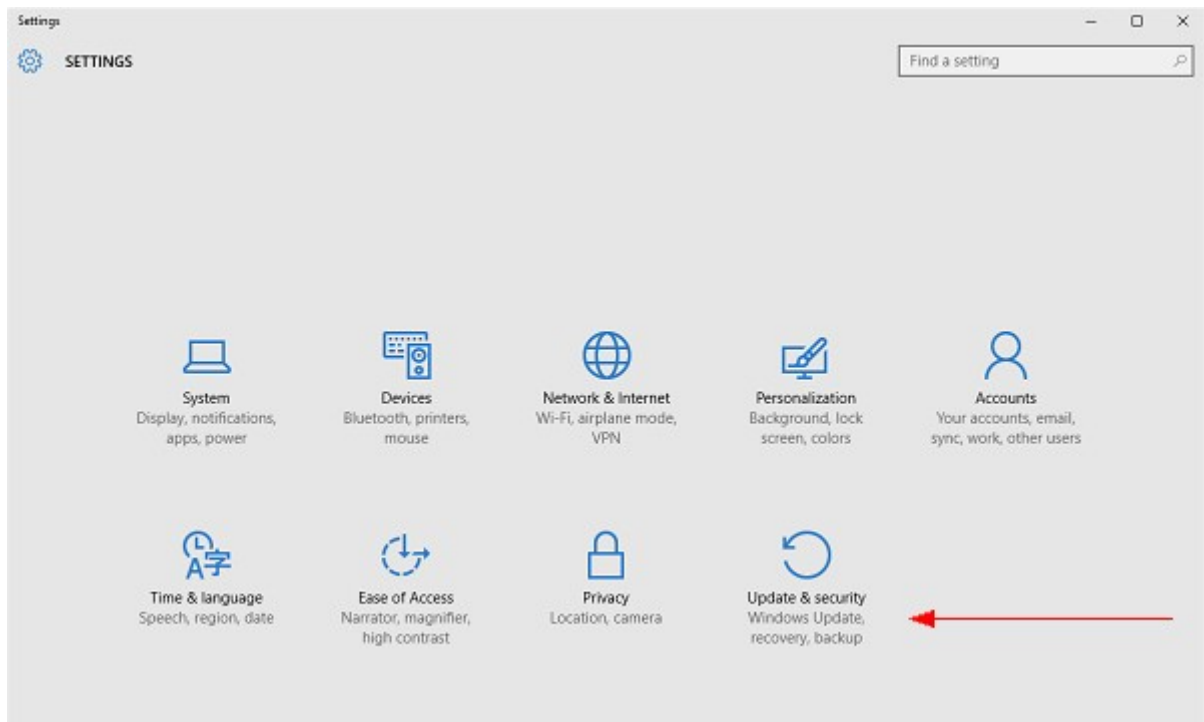 Settings
SETTINGS
Find a setting
System
Display, notifications,
apps, power
Devices
Bluetooth, printers,
mouse
Network & Internet
Wi-Fi, airplane mode,
VPN
Personalization
Background, lock
screen, colors
Accounts
Your accounts, email,
sync, work, other users
Time & language
Speech, region, date
Ease of Access
Narrator, magnifier,
high contrast
Privacy
Location, camera
Update & security
Windows Update,
recovery, backup